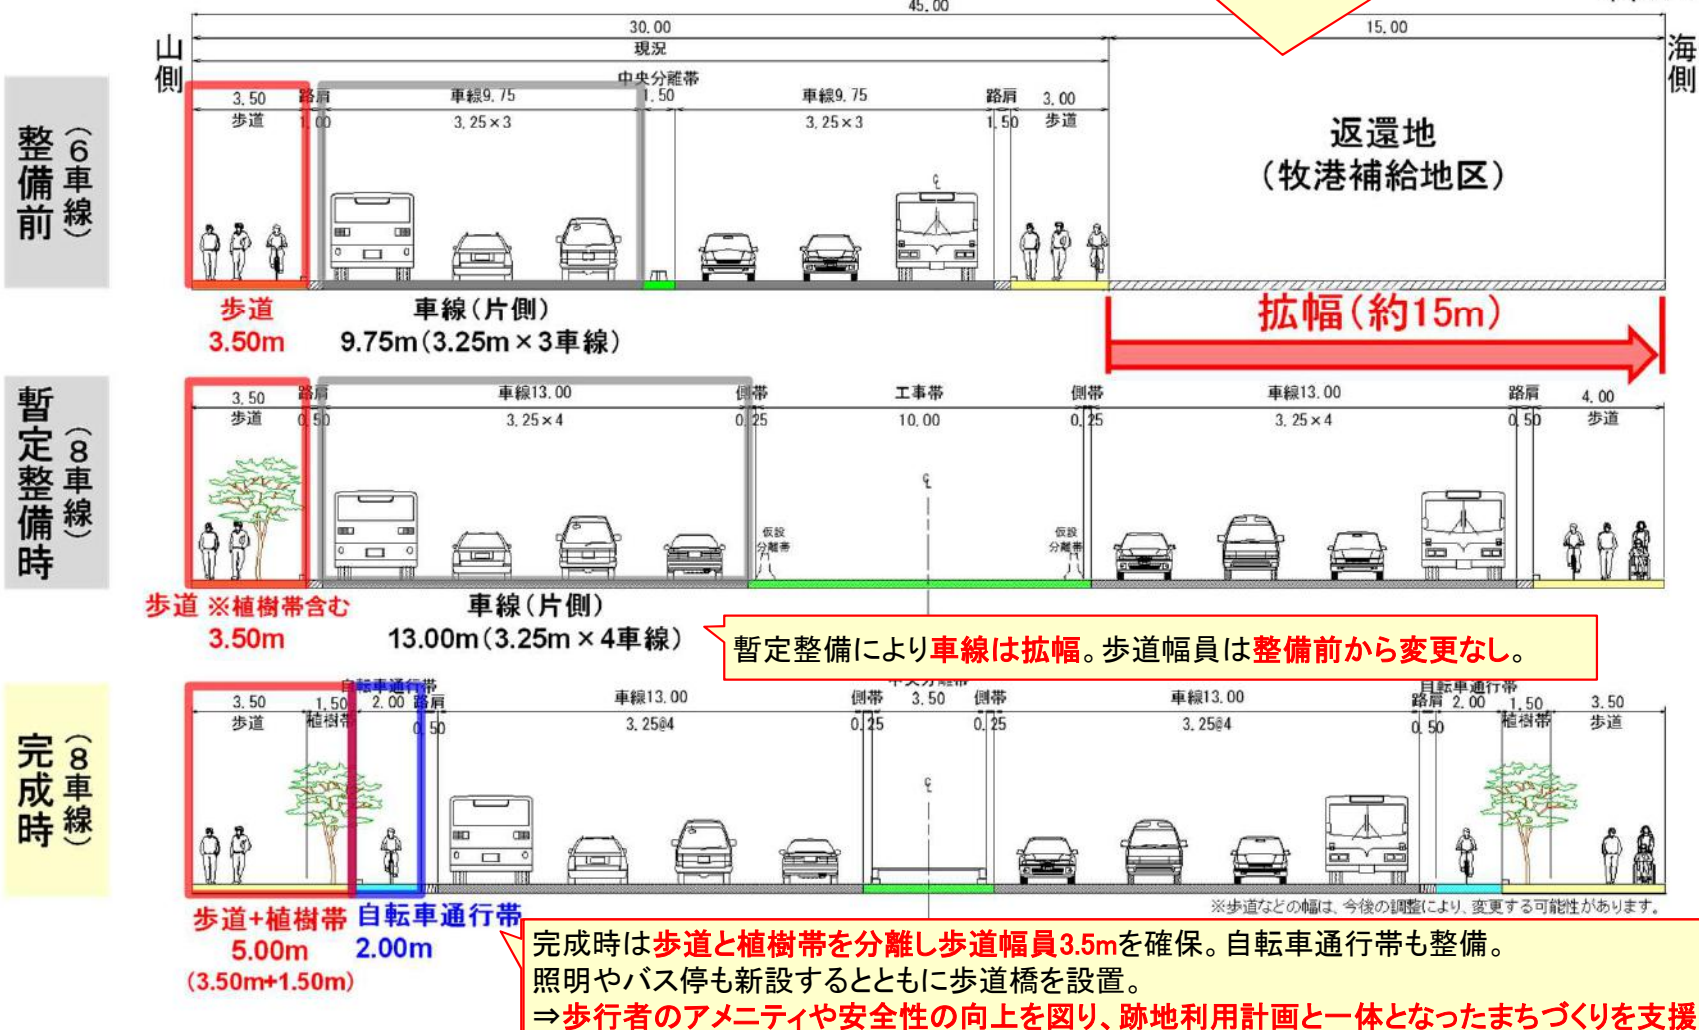 45.00
30.00
15.00
現況
山側
海側
整備前
（6車線）
中央分離帯
3.50
路肩
車線9.75
1.50
車線9.75
路肩
3.00
歩道
1.00
3.25×3
3.25×3
1.50
歩道
返還地
（牧港補給地区）
℄
歩道
3.50m
車線（片側）
9.75m（3.25m×3車線）
拡幅（約15m）
暫定整備時
（8車線）
3.50
路肩
車線13.00
側帯
工事帯
側帯
車線13.00
路肩
4.00
歩道
0.50
3.25×4
0.25
10.00
0.25
3.25×4
0.50
歩道
℄
仮設
分離帯
仮設
分離帯
歩道 ※植樹帯含む
3.50m
車線（片側）
13.00m（3.25m×4車線）
暫定整備により車線は拡幅。歩道幅員は整備前から変更なし。
完成時
（8車線）
自転車通行帯
中央分離帯
自転車通行帯
3.50
1.50
2.00
路肩
車線13.00
側帯
3.50
側帯
車線13.00
路肩
2.00
1.50
3.50
歩道
植樹帯
0.50
3.25@4
0.25
0.25
3.25@4
0.50
植樹帯
歩道
℄
※歩道などの幅は、今後の調整により、変更する可能性があります。
歩道+植樹帯
5.00m
(3.50m+1.50m)
自転車通行帯
2.00m
完成時は歩道と植樹帯を分離し歩道幅員3.5mを確保。自転車通行帯も整備。
照明やバス停も新設するとともに歩道橋を設置。
⇒歩行者のアメニティや安全性の向上を図り、跡地利用計画と一体となったまちづくりを支援